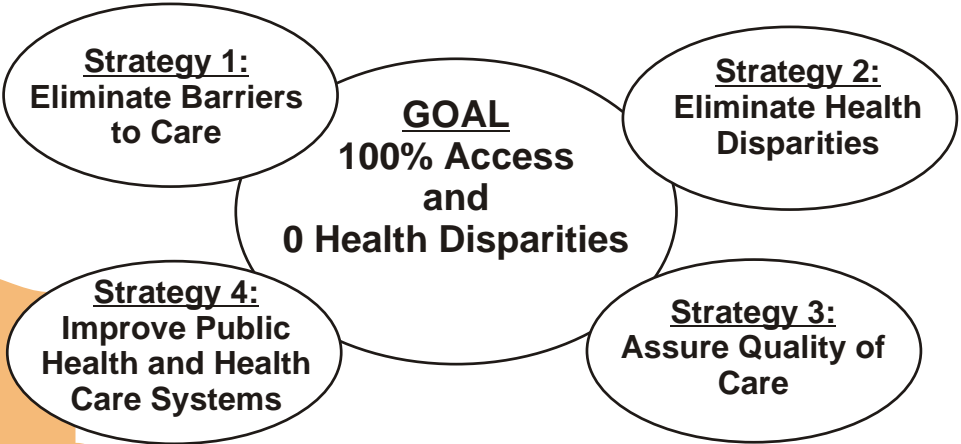 Strategy 1:
Eliminate Barriers
to Care
GOAL
100% Access
and
0 Health Disparities
Strategy 2:
Eliminate Health
Disparities
Strategy 4:
Improve Public
Health and Health
Care Systems
Strategy 3:
Assure Quality of
Care